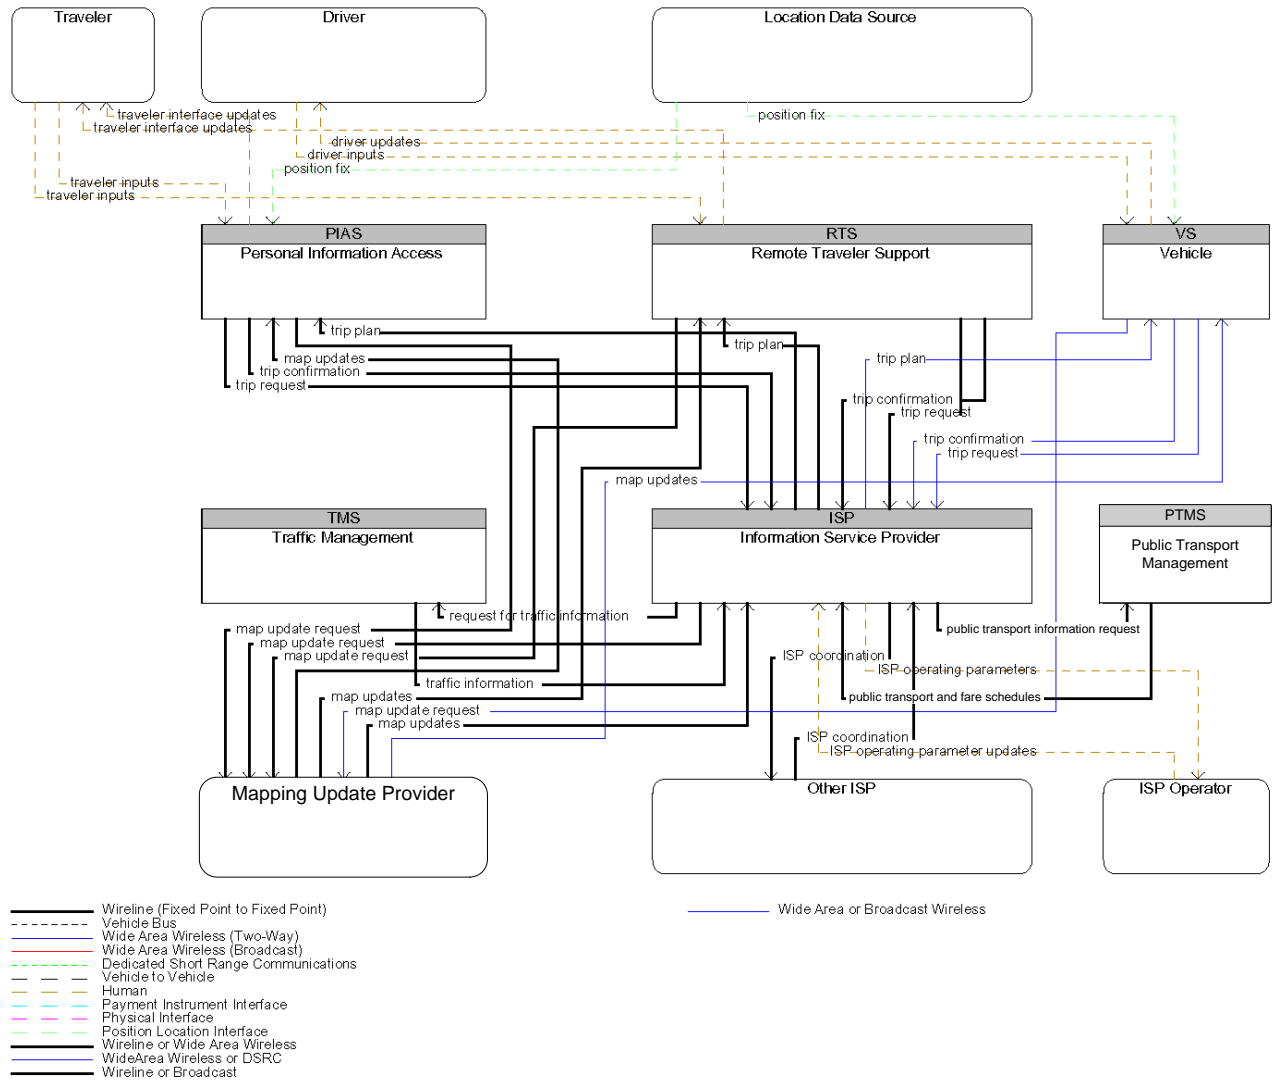 Traveler
Driver
Location Data Source
traveler interface updates
position fix
traveler interface updates
driver updates
driver inputs
position fix
traveler inputs
traveler inputs
PIAS
Personal Information Access
RTS
Remote Traveler Support
VS
Vehicle
trip plan
trip plan
map updates
trip plan
trip confirmation
trip request
trip confirmation
trip request
trip confirmation
trip request
map updates
TMS
Traffic Management
ISP
Information Service Provider
PTMS
Public Transport
Management
request for traffic information
map update request
public transport information request
map update request
map update request
ISP coordination
ISP operating parameters
traffic information
map updates
public transport and fare schedules
map update request
map updates
ISP coordination
ISP operating parameter updates
Mapping Update Provider
Other ISP
ISP Operator
Wireline (Fixed Point to Fixed Point)
Vehicle Bus
Wide Area Wireless (Two-Way)
Wide Area Wireless (Broadcast)
Dedicated Short Range Communications
Vehicle to Vehicle
Human
Payment Instrument Interface
Physical Interface
Position Location Interface
Wireline or Wide Area Wireless
WideArea Wireless or DSRC
Wireline or Broadcast
Wide Area or Broadcast Wireless